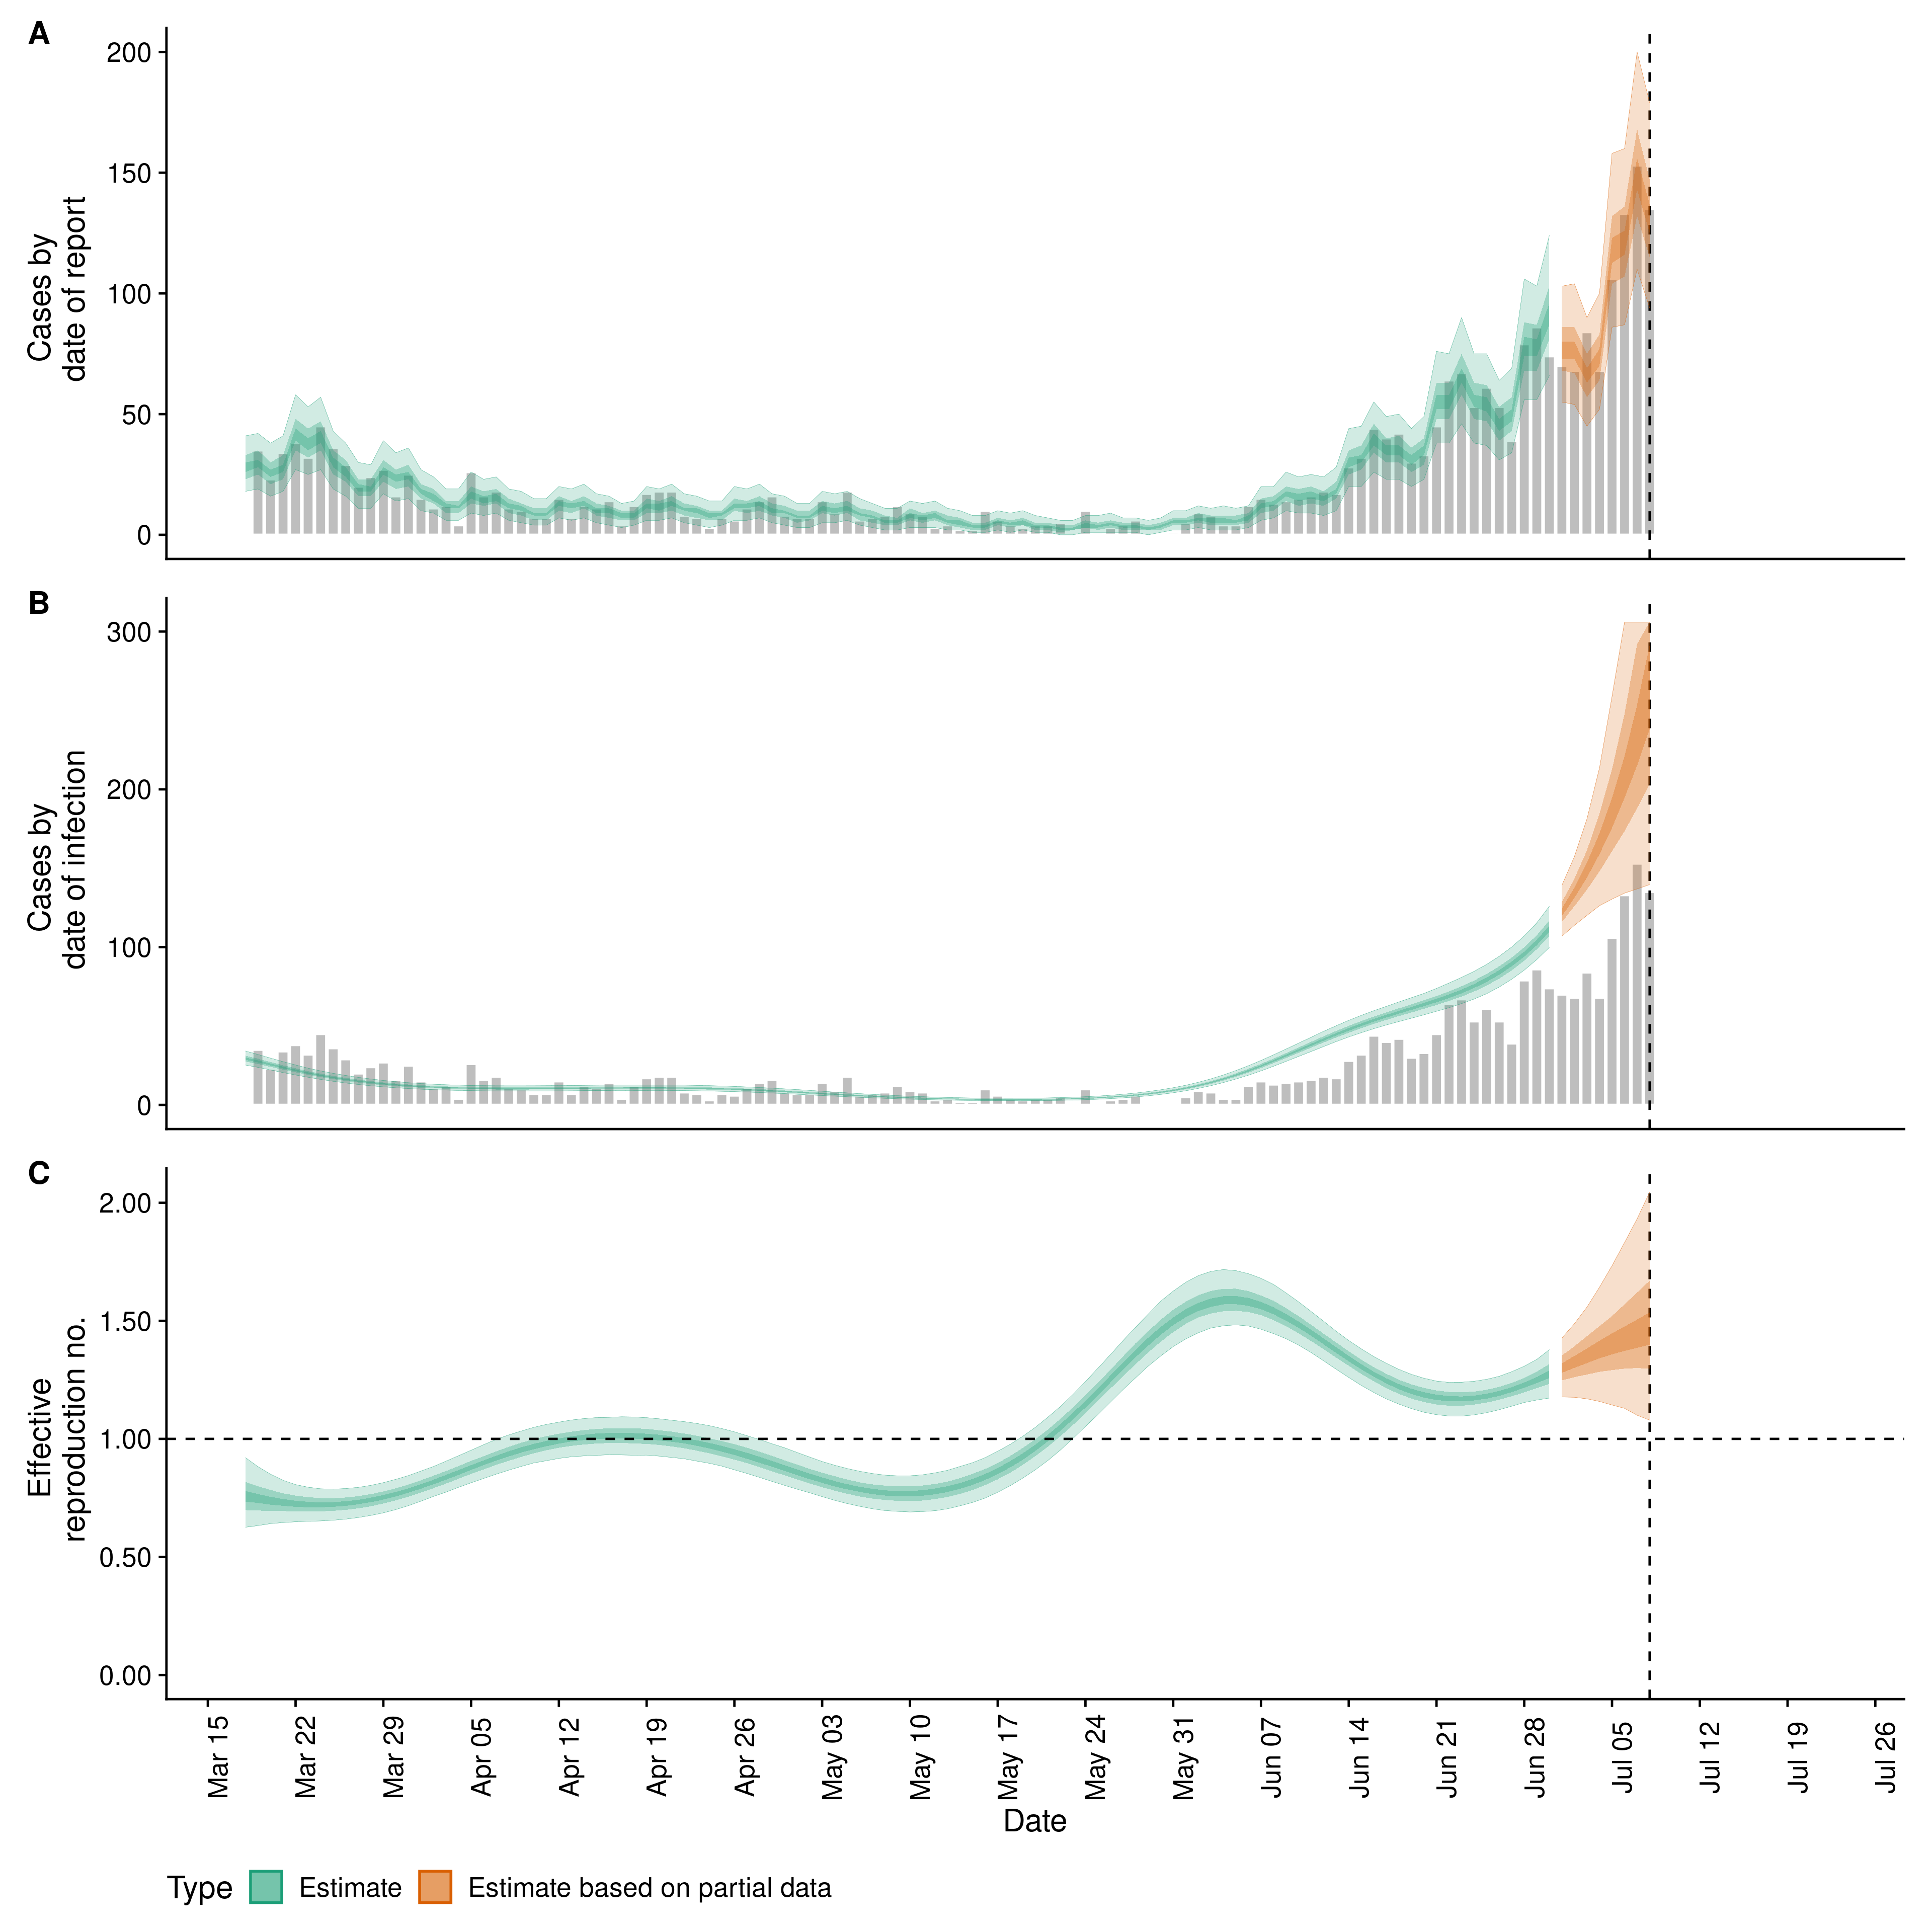 A
200
150
100
50
0
Cases by
date of report
B
300
200
100
0
Cases by
date of infection
C
2.00
1.50
1.00
0.50
0.00
Effective
reproduction no.
Mar 15
Mar 22
Mar 29
Apr 05
Apr 12
Apr 19
Apr 26
May 03
May 10
May 17
May 24
May 31
Jun 07
Jun 14
Jun 21
Jun 28
Jul 05
Jul 12
Jul 19
Jul 26
Date
Type Estimate Estimate based on partial data